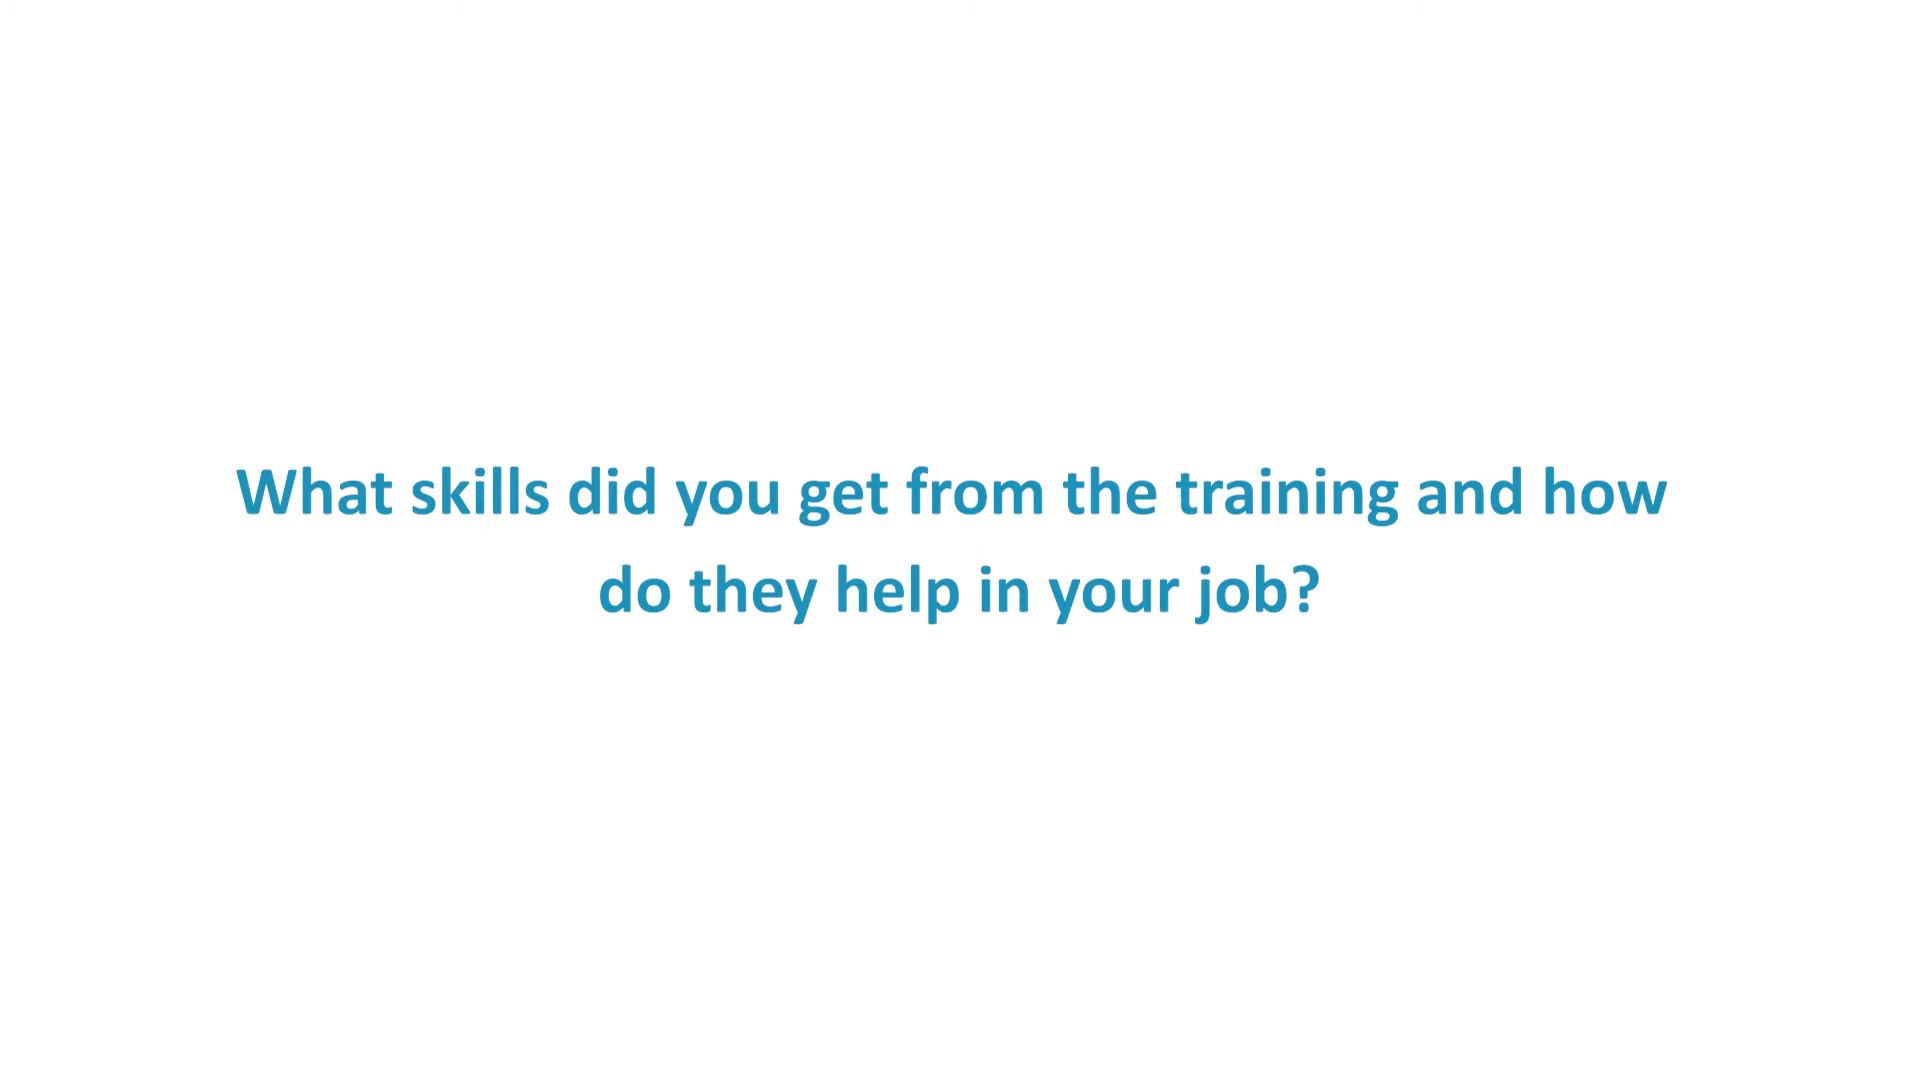 What skills did you get from the training and how
do they help in your job?